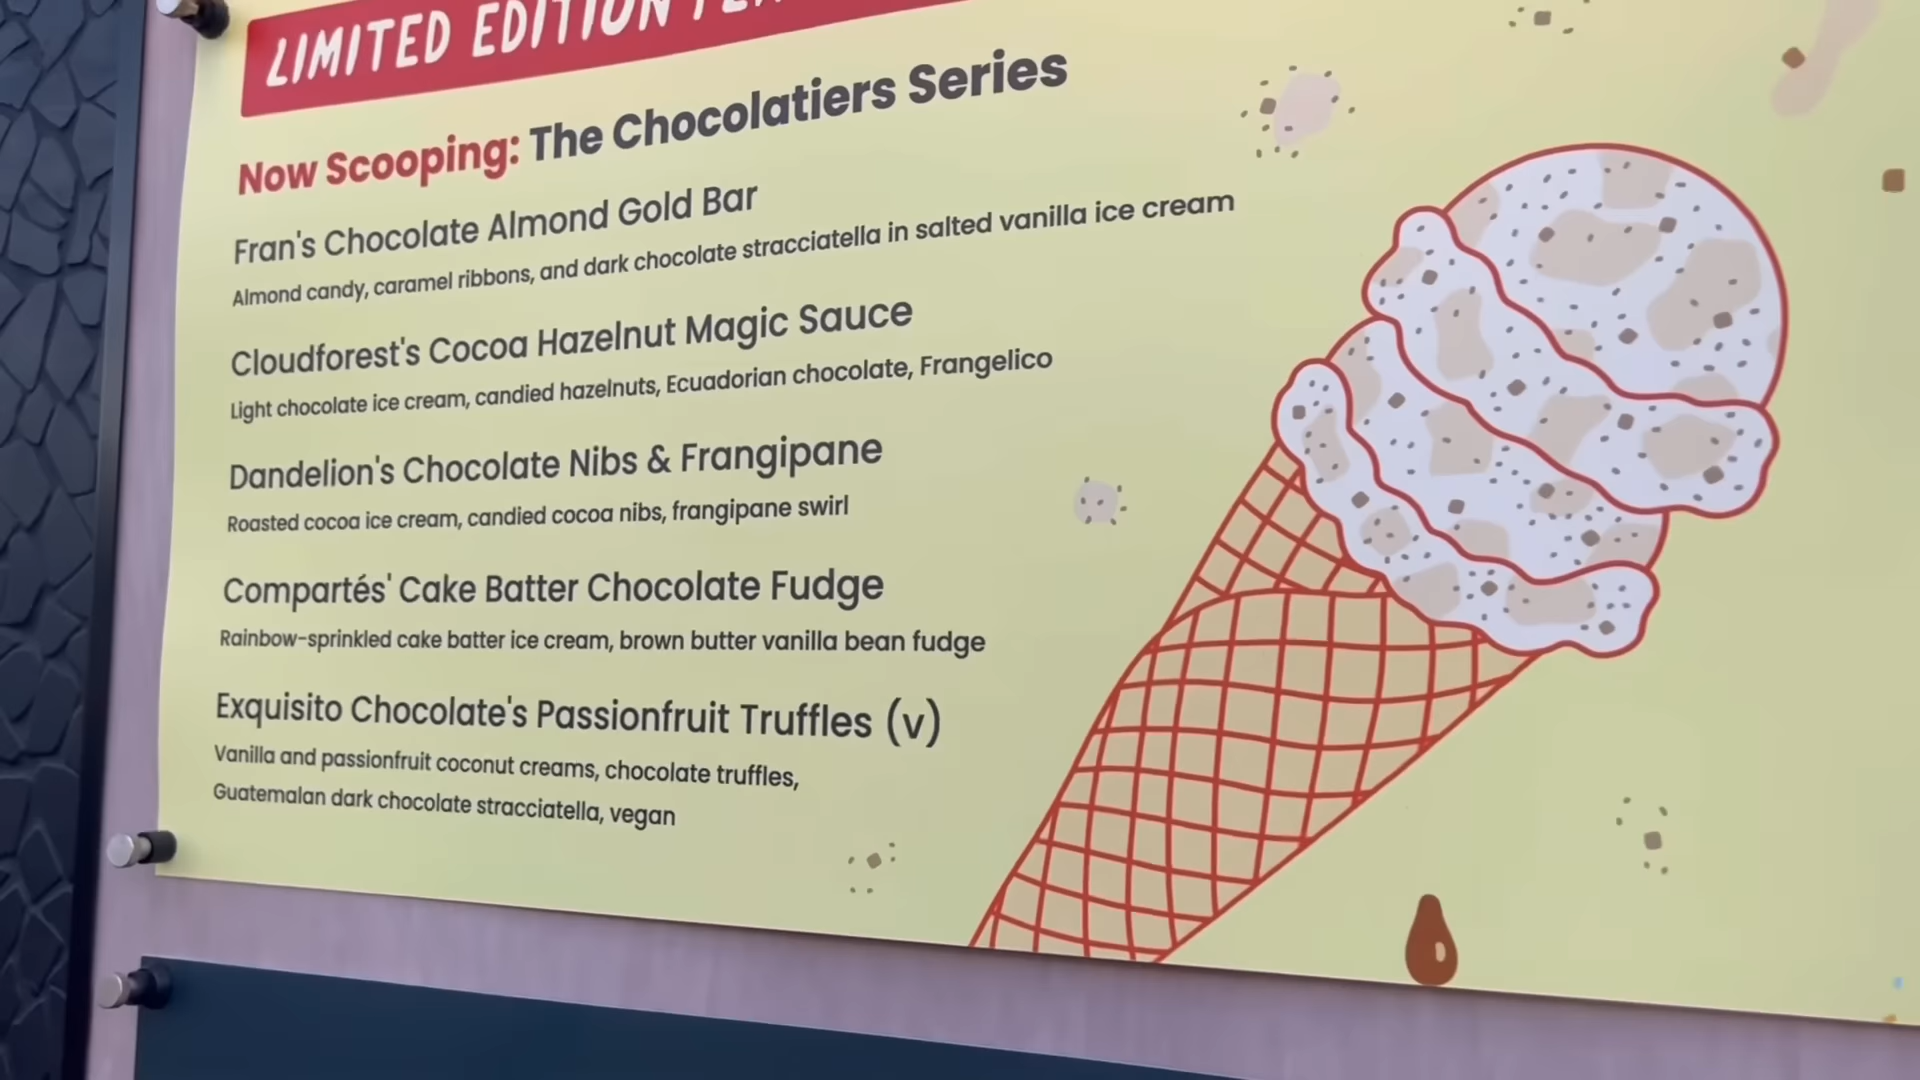 LIMITED EDITION
Now Scooping: The Chocolatiers Series
Fran's Chocolate Almond Gold Bar
Almond candy, caramel ribbons, and dark chocolate stracciatella in salted vanilla ice cream
Cloudforest's Cocoa Hazelnut Magic Sauce
Light chocolate ice cream, candied hazelnuts, Ecuadorian chocolate, Frangelico
Dandelion's Chocolate Nibs & Frangipane
Roasted cocoa ice cream, candied cocoa nibs, frangipane swirl
Compartés' Cake Batter Chocolate Fudge
Rainbow-sprinkled cake batter ice cream, brown butter vanilla bean fudge
Exquisito Chocolate's Passionfruit Truffles (v)
Vanilla and passionfruit coconut creams, chocolate truffles,
Guatemalan dark chocolate stracciatella, vegan